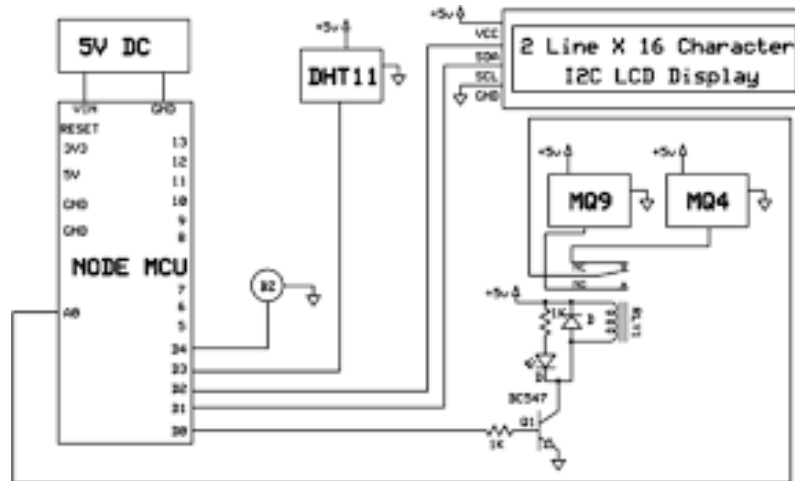 5V DC
VIN
GND
RESET
3V3
5V
GND
GND
13
12
11
10
9
8
NODE MCU
7
6
5
A0
D4
D3
D2
D1
D0
+5v
DHT11
BZ
+5v
VCC
SDA
SCL
GND
2 Line X 16 Character
I2C LCD Display
+5v
MQ9
+5v
MQ4
+5v
1K
D
RL1
BC547
Q1
1K